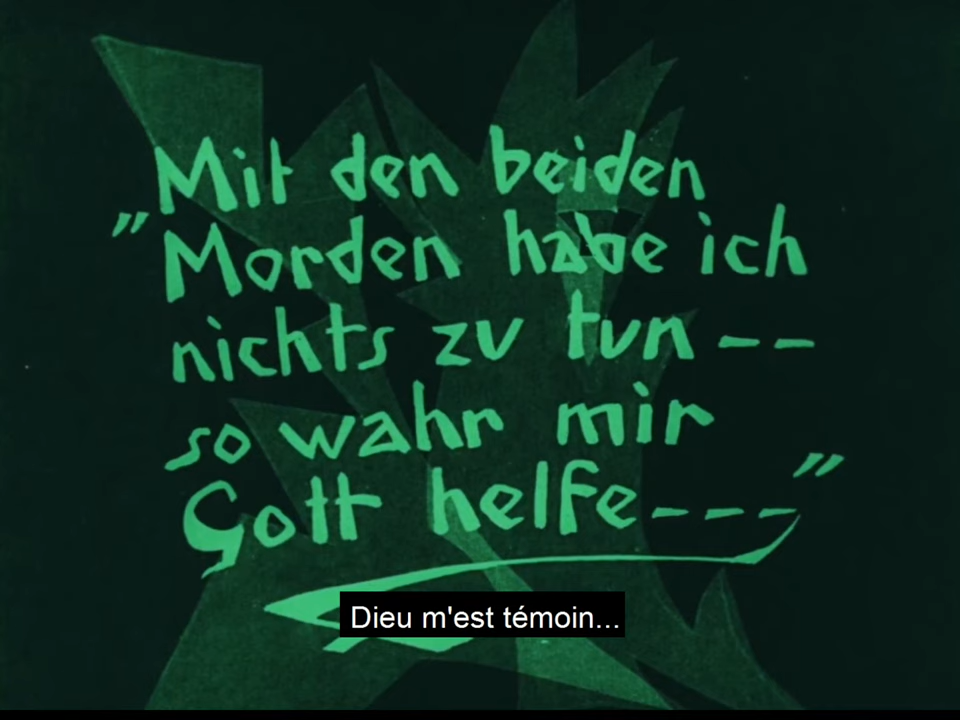 Mit den beiden
"Morden habe ich
nichts zu tun --
so wahr mir
Gott helfe ---"
Dieu m'est témoin...